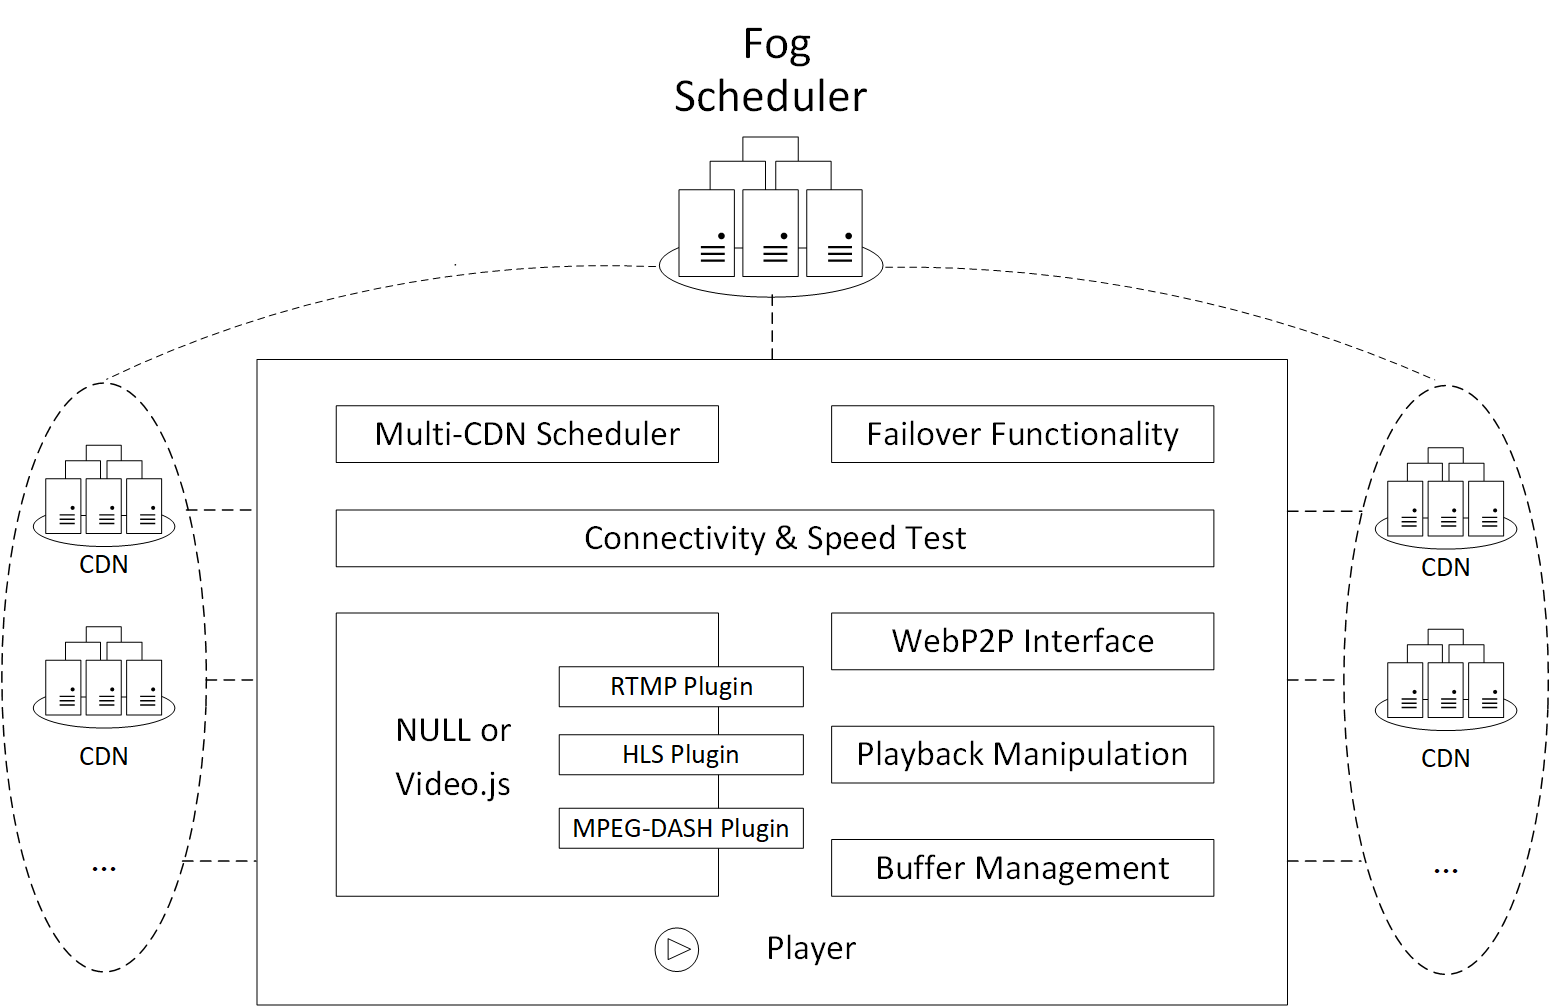 Fog
Scheduler
Multi-CDN Scheduler
Failover Functionality
Connectivity & Speed Test
CDN
CDN
...
NULL or
Video.js
RTMP Plugin
HLS Plugin
MPEG-DASH Plugin
WebP2P Interface
Playback Manipulation
Buffer Management
CDN
CDN
...
Player